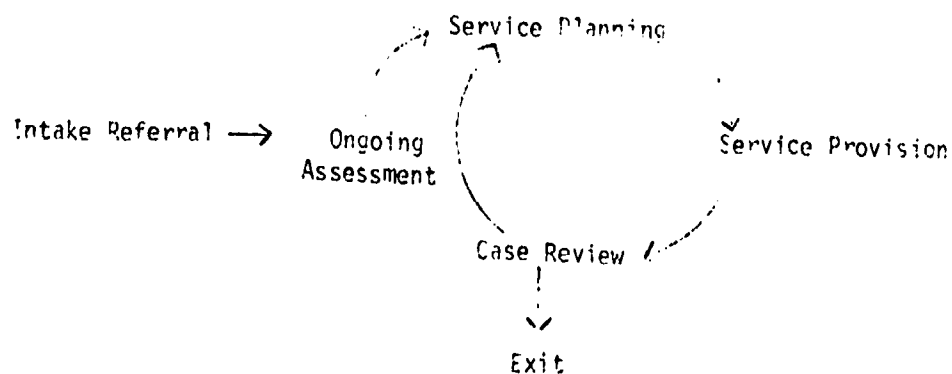 Service Planning
Intake Referral
Ongoing
Assessment
Service Provision
Case Review
Exit